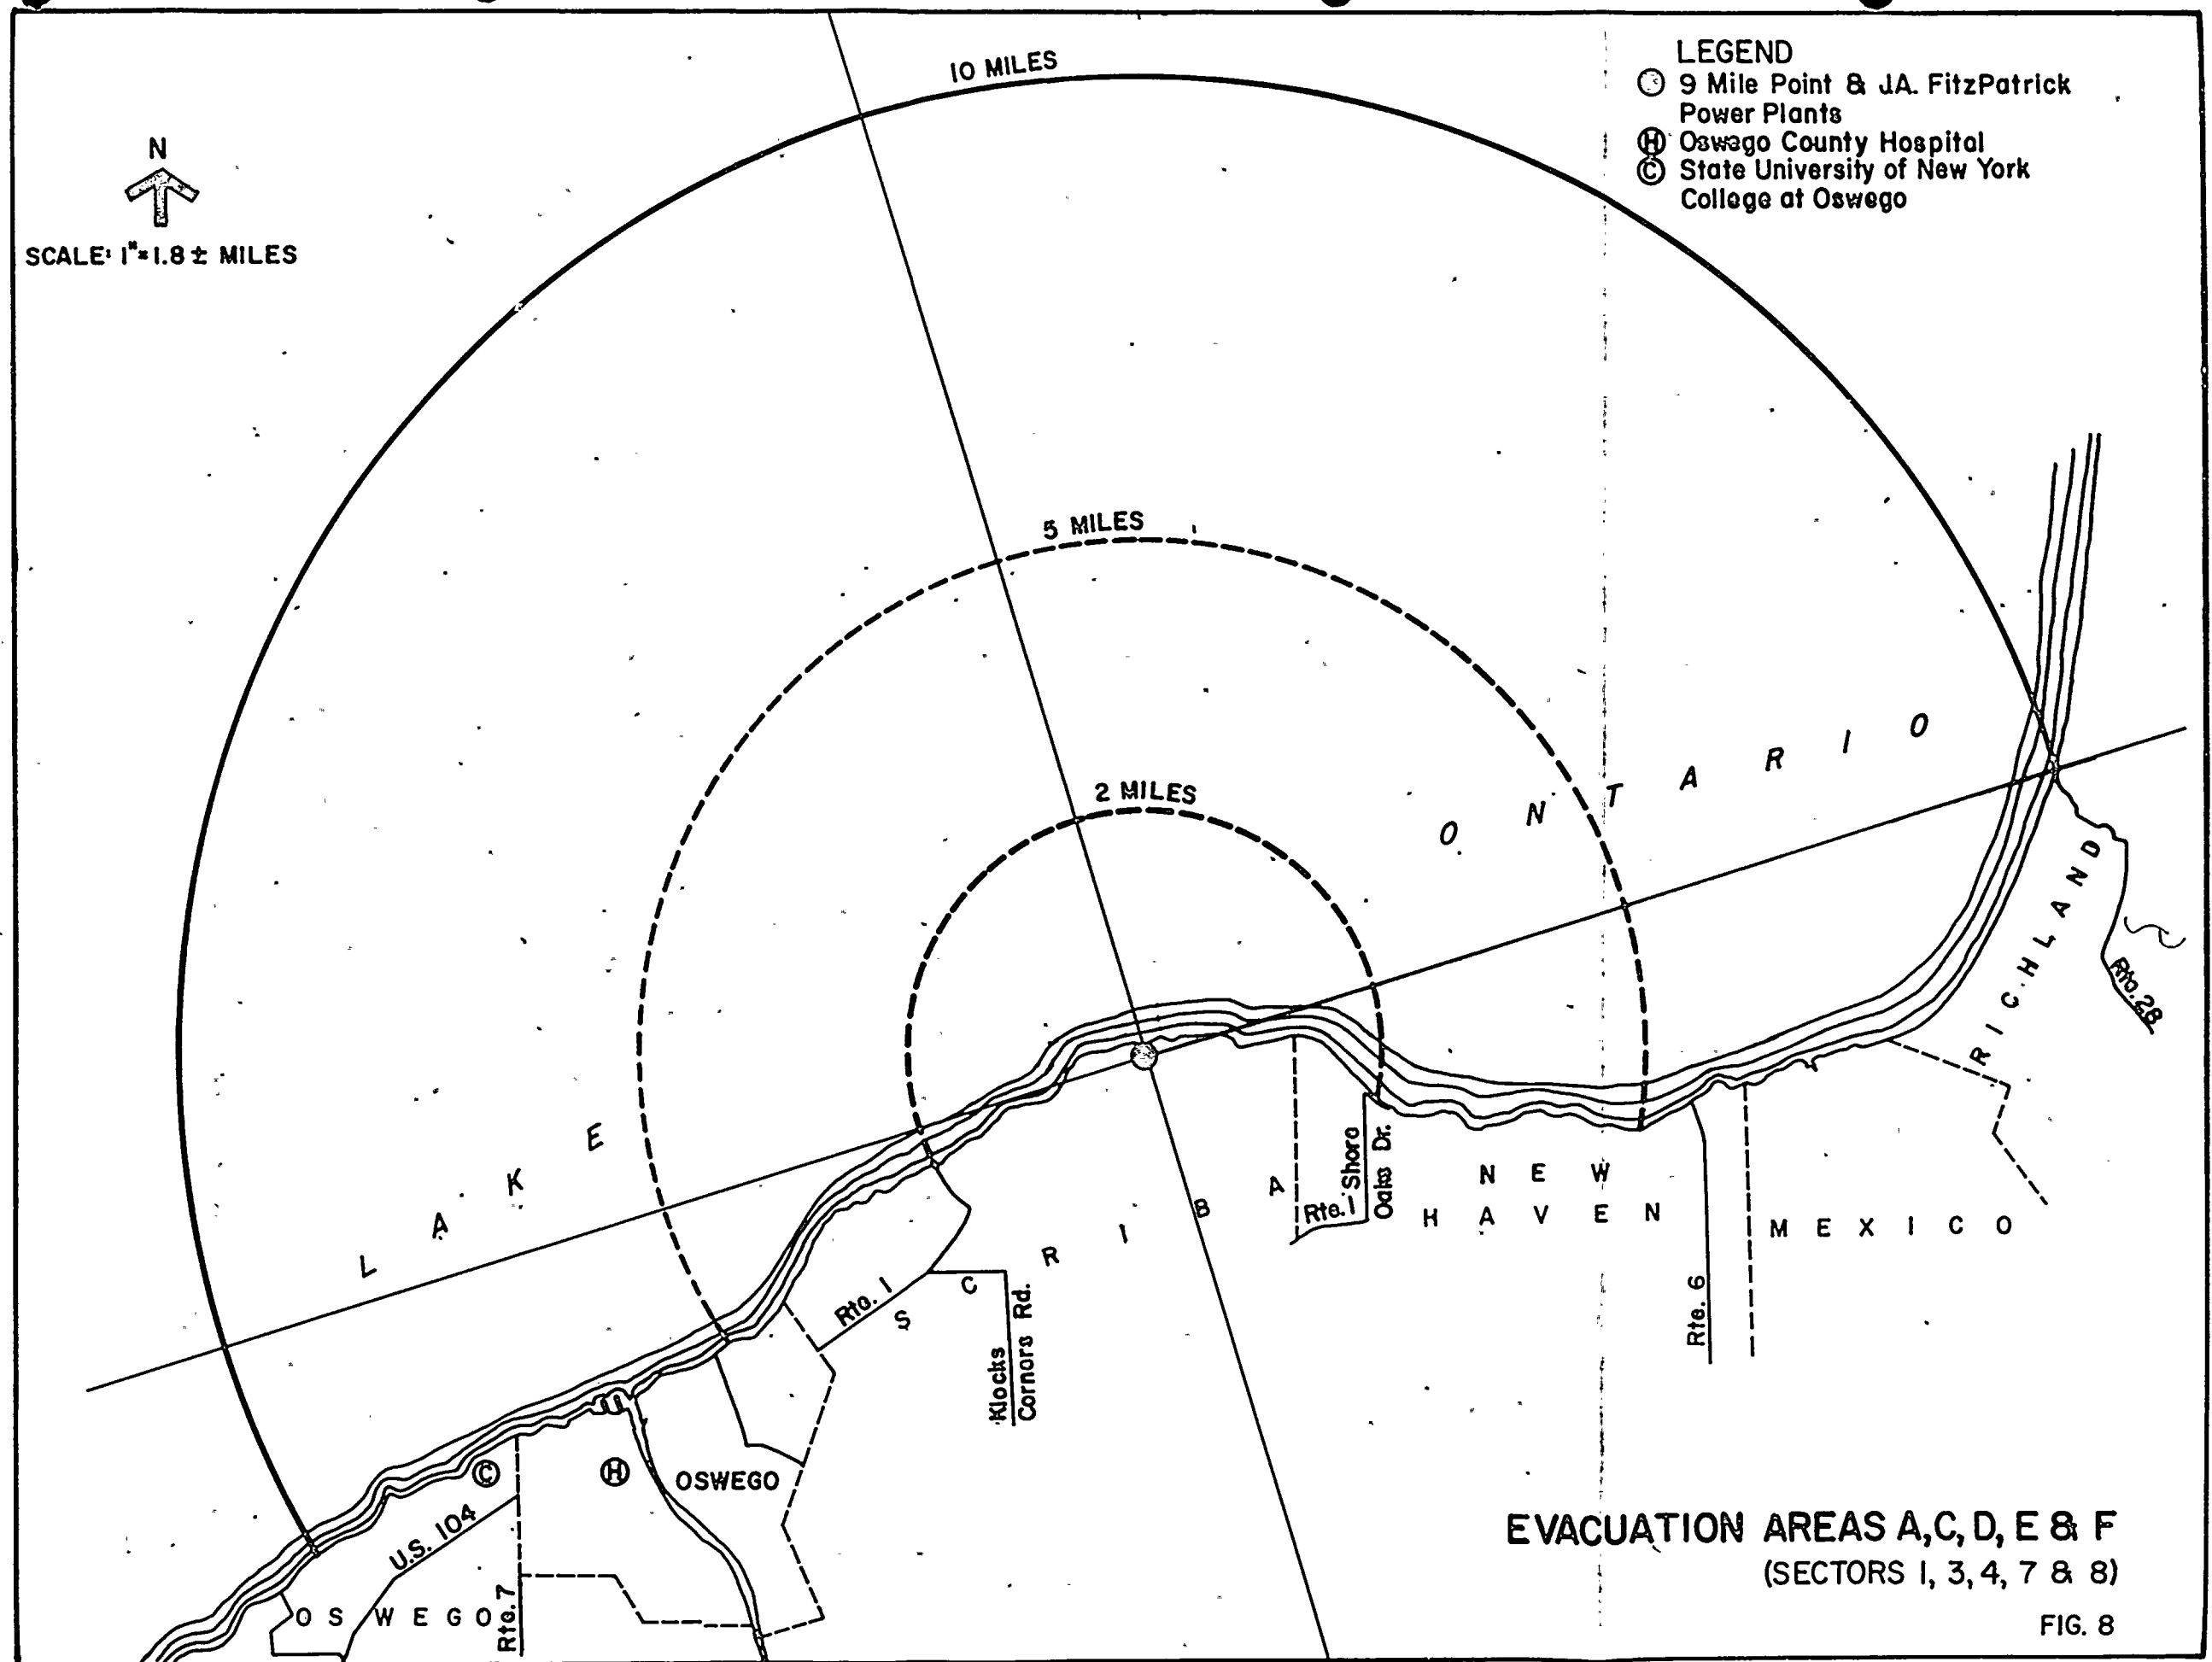 LEGEND
9 Mile Point & J.A. FitzPatrick
Power Plants
H Oswego County Hospital
C State University of New York
College at Oswego
10 MILES
N
SCALE: 1"=1.8± MILES
5 MILES
2 MILES
LAKE ONTARIO
RICHLAND
Rte. 28
Shore
Oaks Dr.
Rte. 1
NEW
HAVEN
MEXICO
Rte. 6
SCRIBA
Rte. 1
Klocks
Corners Rd.
C
H
OSWEGO
U.S. 104
OSWEGO
Rte. 7
EVACUATION AREAS A,C, D, E & F
(SECTORS 1, 3, 4, 7 & 8)
FIG. 8